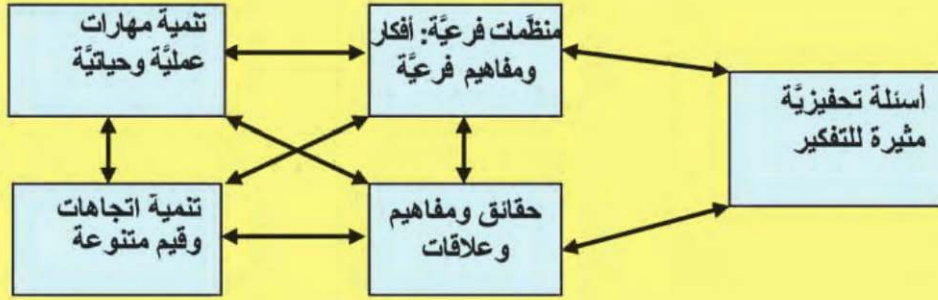 أسئلة تحفيزيَّة
مثيرة للتفكير
منظَّمات فرعيَّة: أفكار
ومفاهيم فرعيَّة
تنمية مهارات
عمليَّة وحياتيَّة
حقائق ومفاهيم
وعلاقات
تنمية اتجاهات
وقيم متنوعة